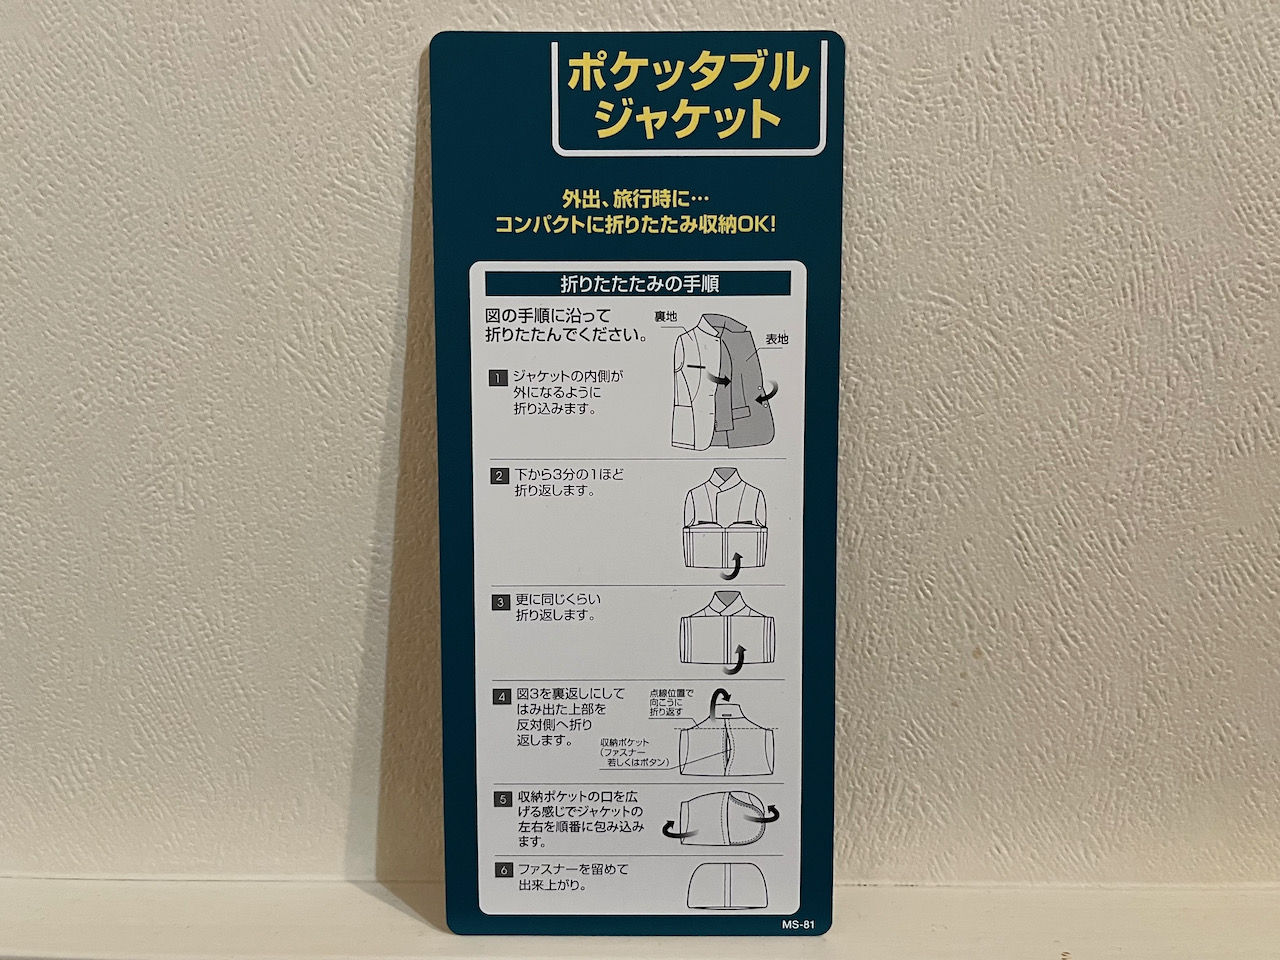 ポケッタブル
ジャケット
外出、旅行時に…
コンパクトに折りたたみ収納OK!
折りたたたみの手順
図の手順に沿って
折りたたんでください。
裏地
表地
1 ジャケットの内側が
外になるように
折り込みます。
2 下から3分の1ほど
折り返します。
3 更に同じくらい
折り返します。
4 図3を裏返しにして
はみ出た上部を
反対側へ折り
返します。
点線位置で
向こうに
折り返す
収納ポケット
(ファスナー
若しくはボタン)
5 収納ポケットの口を広
げる感じでジャケットの
左右を順番に包み込み
ます。
6 ファスナーを留めて
出来上がり。
MS-81